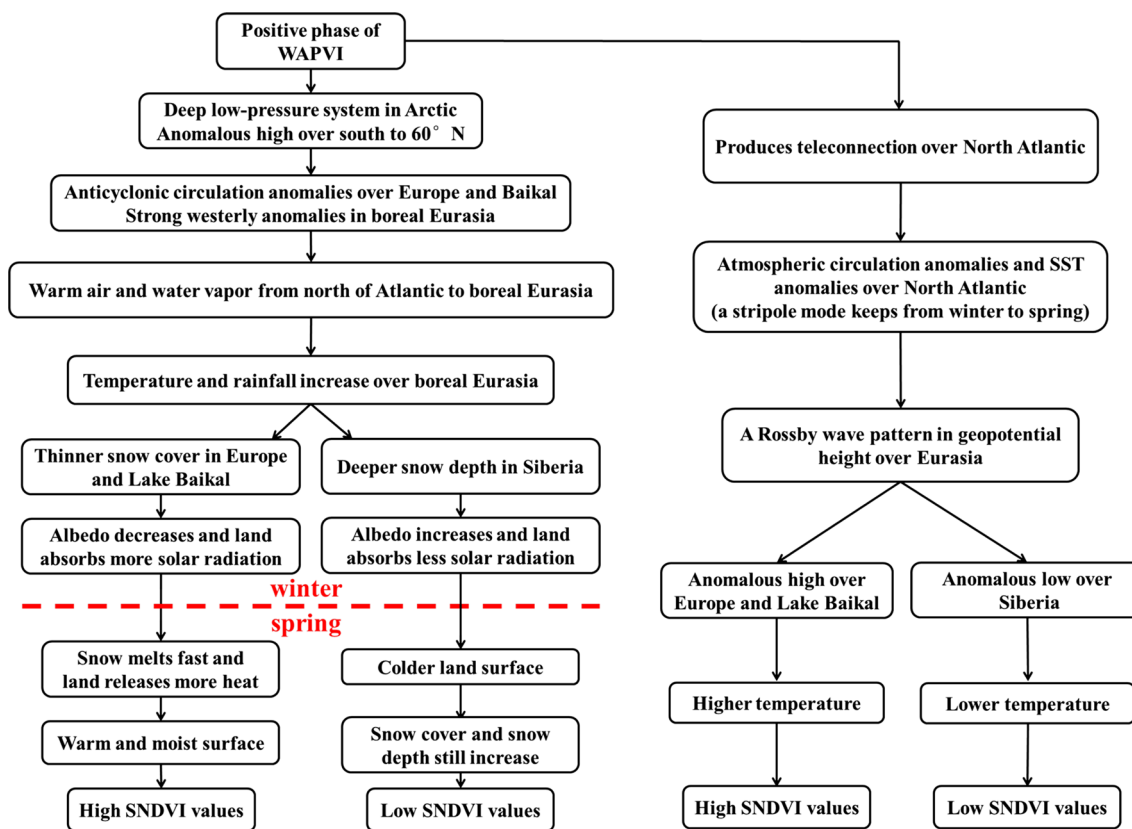 Positive phase of
WAPVI
Deep low-pressure system in Arctic
Anomalous high over south to 60° N
Anticyclonic circulation anomalies over Europe and Baikal
Strong westerly anomalies in boreal Eurasia
Warm air and water vapor from north of Atlantic to boreal Eurasia
Temperature and rainfall increase over boreal Eurasia
Thinner snow cover in Europe
and Lake Baikal
Albedo decreases and land
absorbs more solar radiation
Deeper snow depth in Siberia
Albedo increases and land
absorbs less solar radiation
winter
spring
Snow melts fast and
land releases more heat
Warm and moist surface
High SNDVI values
Colder land surface
Snow cover and snow
depth still increase
Low SNDVI values
Produces teleconnection over North Atlantic
Atmospheric circulation anomalies and SST
anomalies over North Atlantic
(a stripole mode keeps from winter to spring)
A Rossby wave pattern in geopotential
height over Eurasia
Anomalous high over
Europe and Lake Baikal
Higher temperature
High SNDVI values
Anomalous low over
Siberia
Lower temperature
Low SNDVI values